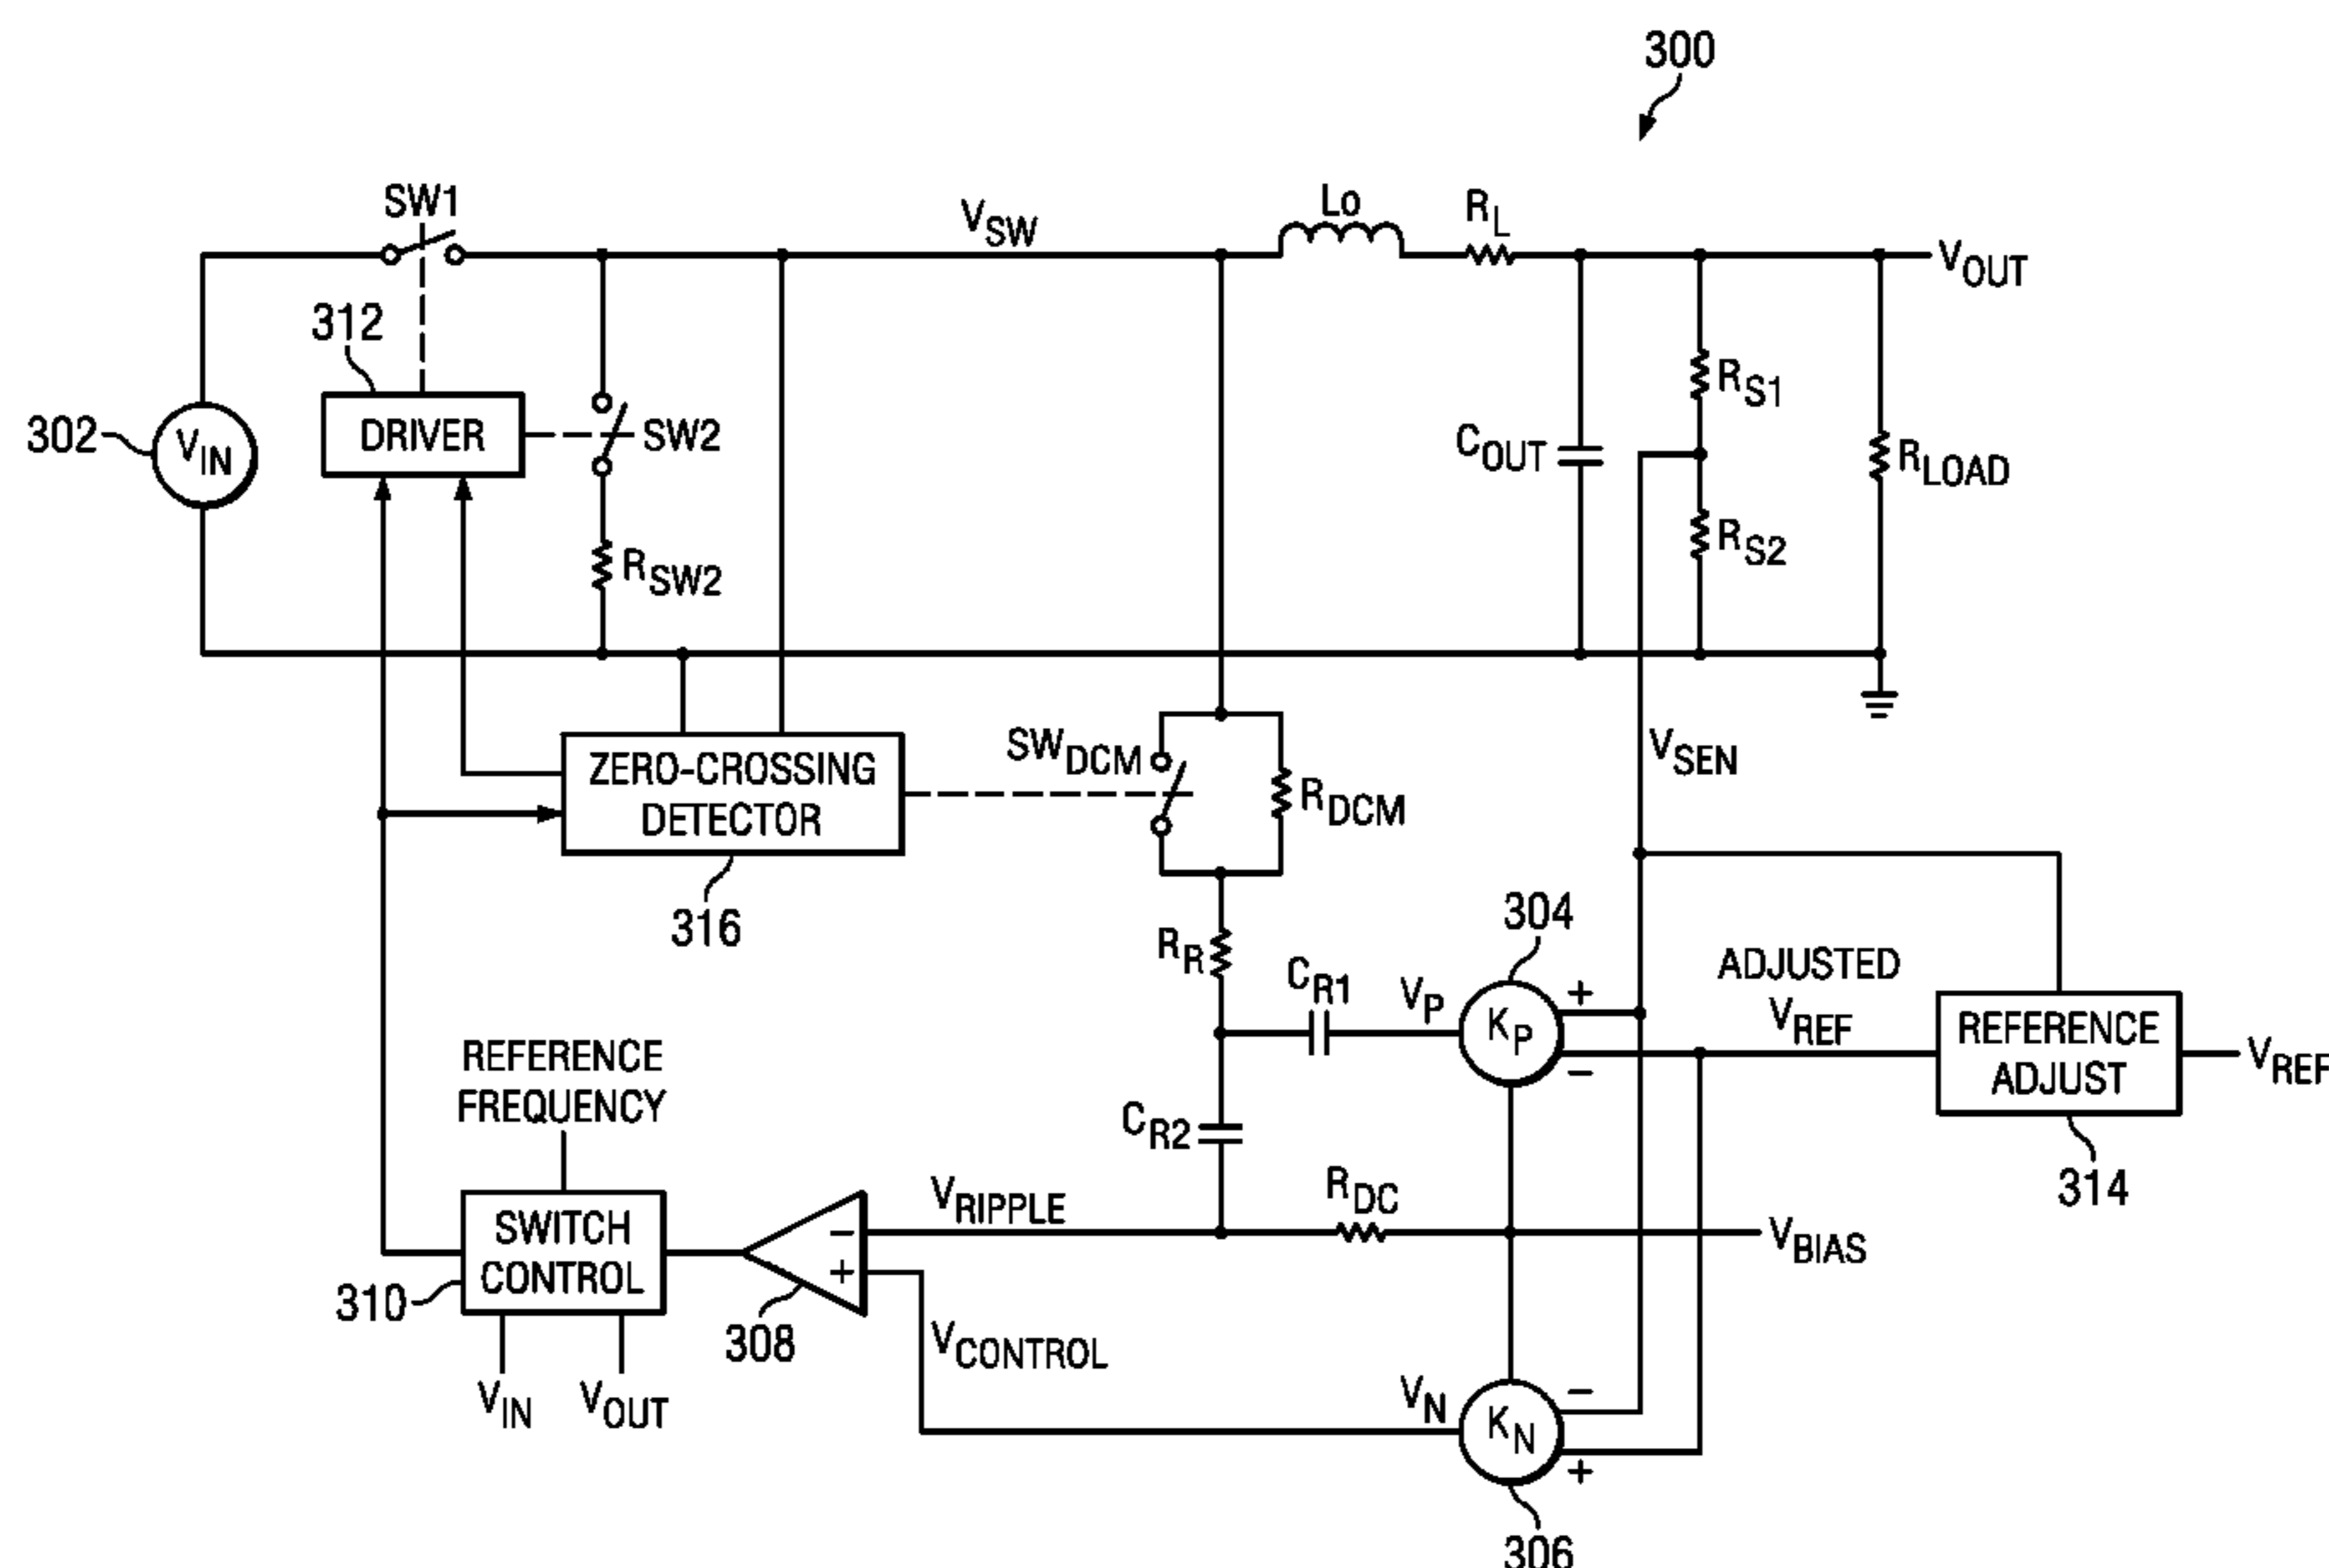 300
SW1
VSW
Lo
RL
VOUT
312
302
VIN
DRIVER
SW2
RS1
COUT
RLOAD
RSW2
RS2
SWDCM
VSEN
ZERO-CROSSING
DETECTOR
RDCM
316
304
RR
CR1
VP
KP
+
−
ADJUSTED
VREF
REFERENCE
ADJUST
VREF
REFERENCE
FREQUENCY
CR2
314
VRIPPLE
RDC
SWITCH
CONTROL
−
+
VBIAS
310
308
VCONTROL
VIN
VOUT
VN
KN
−
+
306